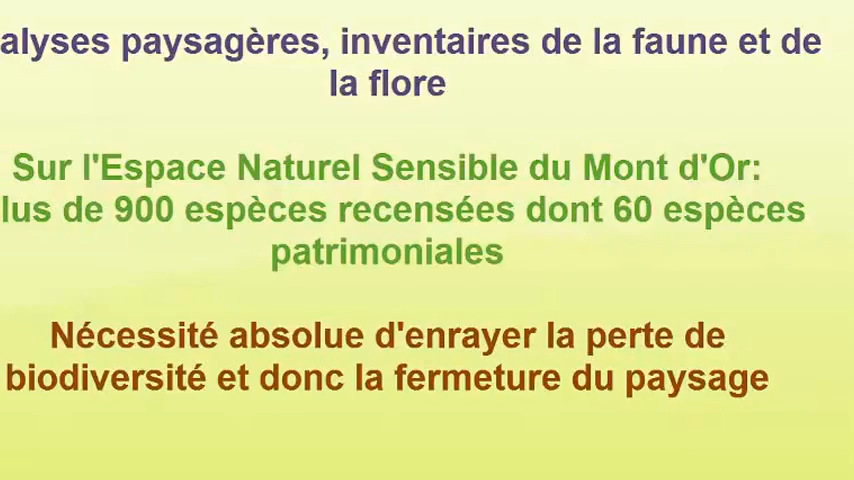 alyses paysagères, inventaires de la faune et de
la flore
Sur l'Espace Naturel Sensible du Mont d'Or:
lus de 900 espèces recensées dont 60 espèces
patrimoniales
Nécessité absolue d'enrayer la perte de
biodiversité et donc la fermeture du paysage